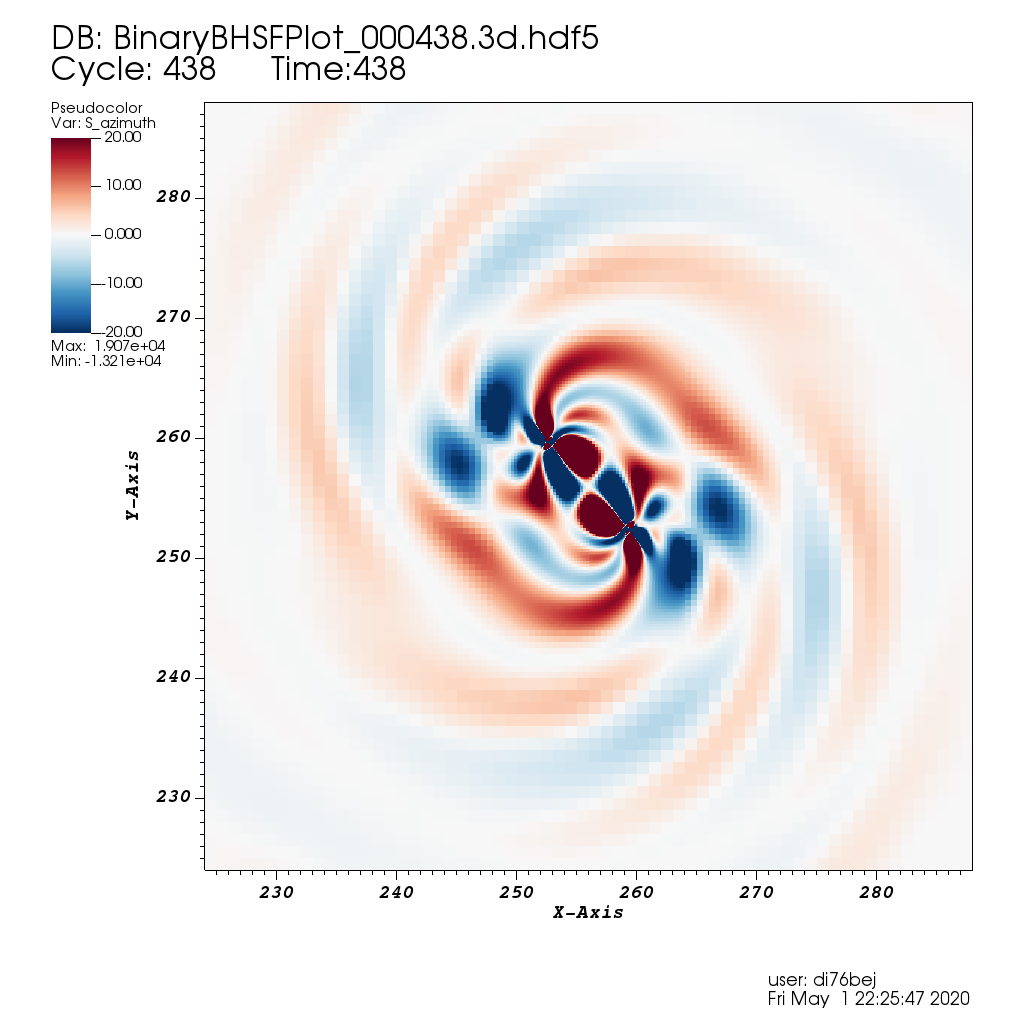 DB: BinaryBHSFPlot_000438.3d.hdf5
Cycle: 438 Time:438
Pseudocolor
Var: S_azimuth
20.00
10.00
0.000
-10.00
-20.00
Max: 1.907e+04
Min: -1.321e+04
280
270
260
250
240
230
Y-Axis
230 240 250 260 270 280
X-Axis
user: di76bej
Fri May 1 22:25:47 2020